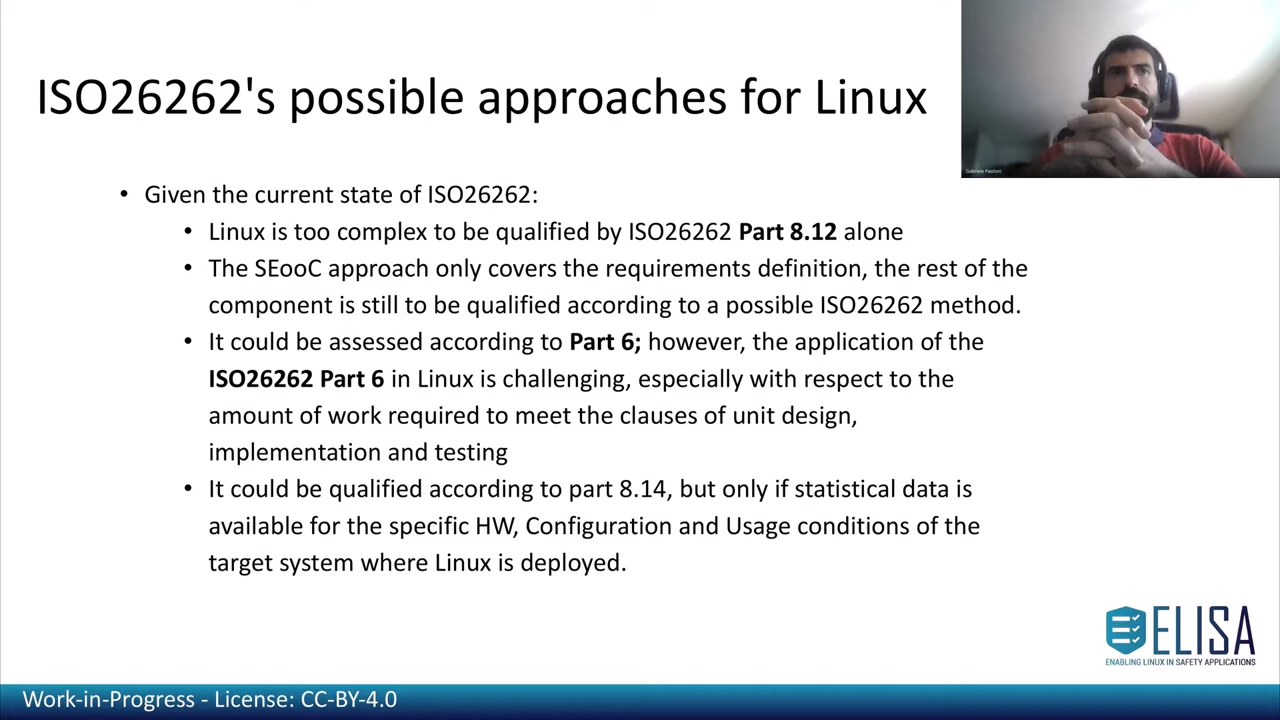 ISO26262's possible approaches for Linux
Gabriele Paoloni
• Given the current state of ISO26262:
• Linux is too complex to be qualified by ISO26262 Part 8.12 alone
• The SEooC approach only covers the requirements definition, the rest of the
component is still to be qualified according to a possible ISO26262 method.
• It could be assessed according to Part 6; however, the application of the
ISO26262 Part 6 in Linux is challenging, especially with respect to the
amount of work required to meet the clauses of unit design,
implementation and testing
• It could be qualified according to part 8.14, but only if statistical data is
available for the specific HW, Configuration and Usage conditions of the
target system where Linux is deployed.
ELISA
ENABLING LINUX IN SAFETY APPLICATIONS
Work-in-Progress - License: CC-BY-4.0